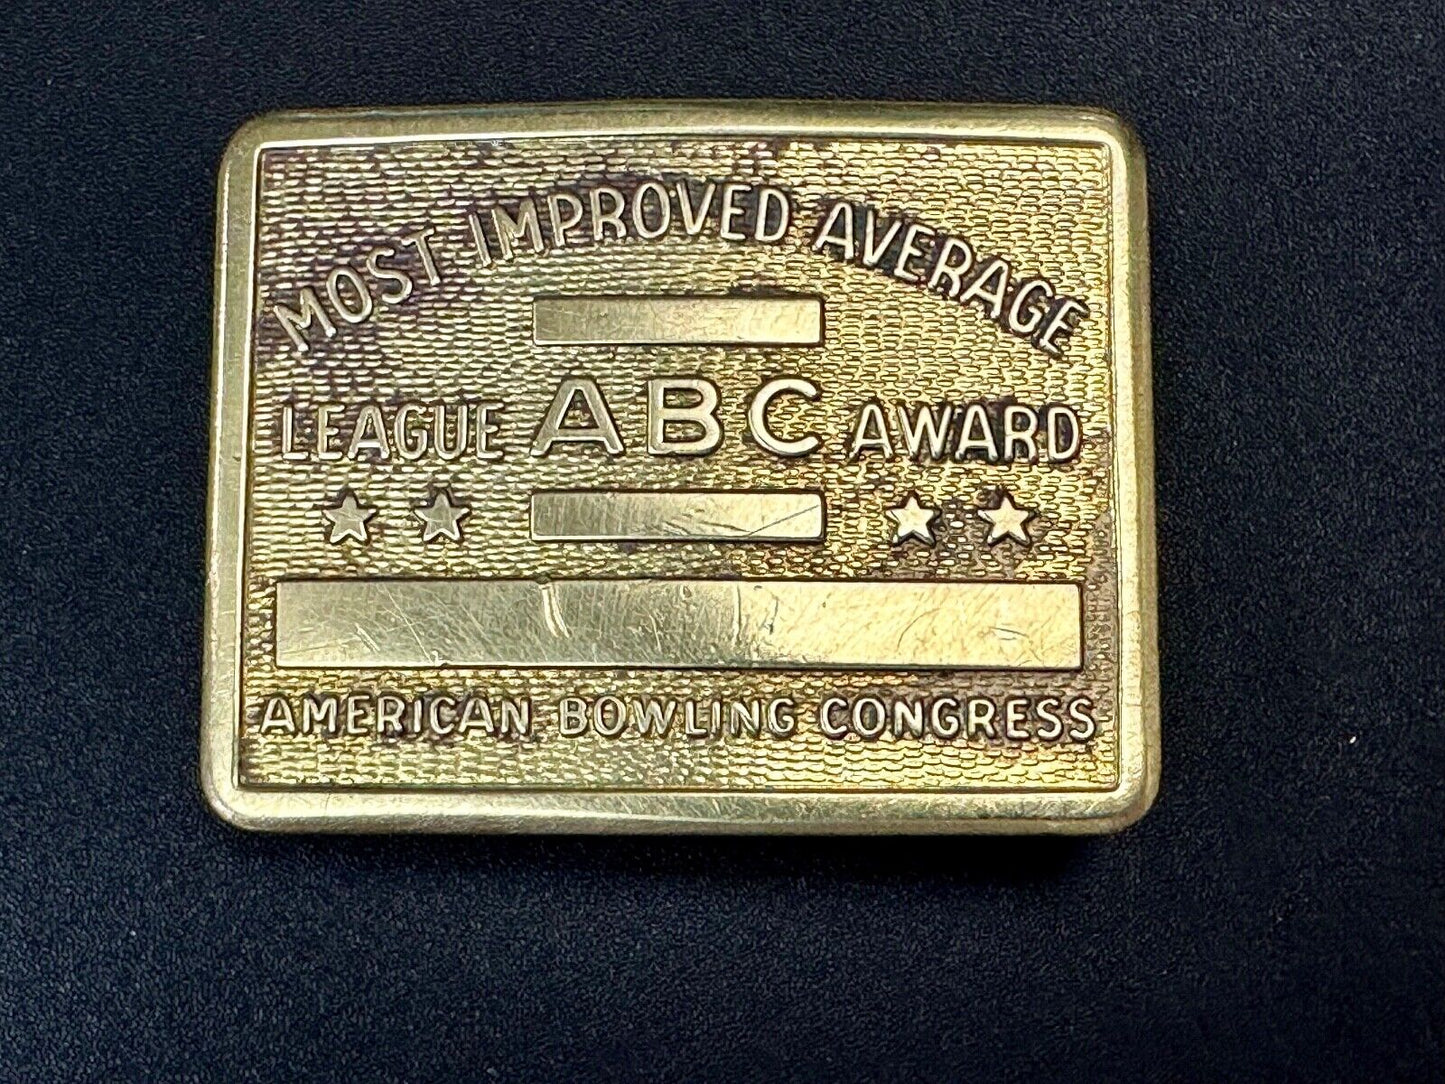 MOST IMPROVED AVERAGE
LEAGUE ABC AWARD
AMERICAN BOWLING CONGRESS